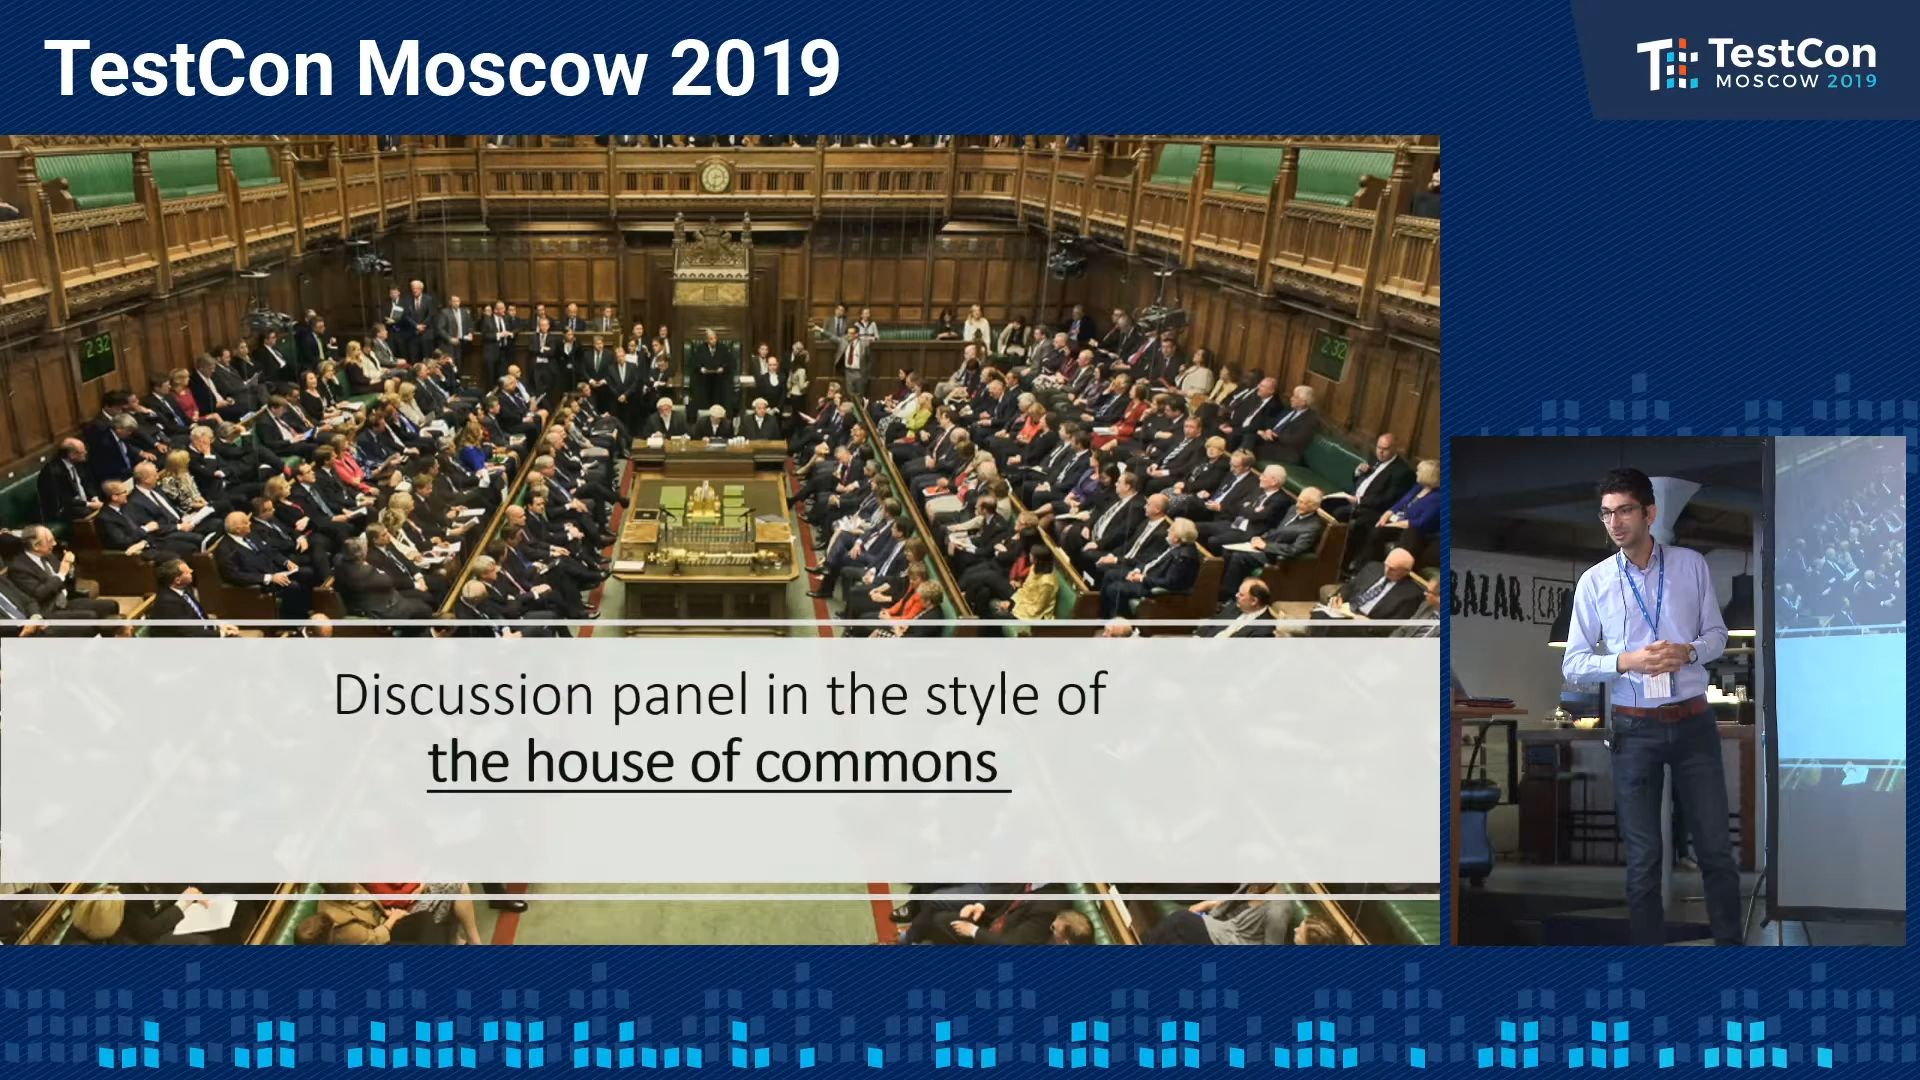 TestCon Moscow 2019
TestCon
MOSCOW 2019
2:32
2:32
Discussion panel in the style of
the house of commons
BAZAR.